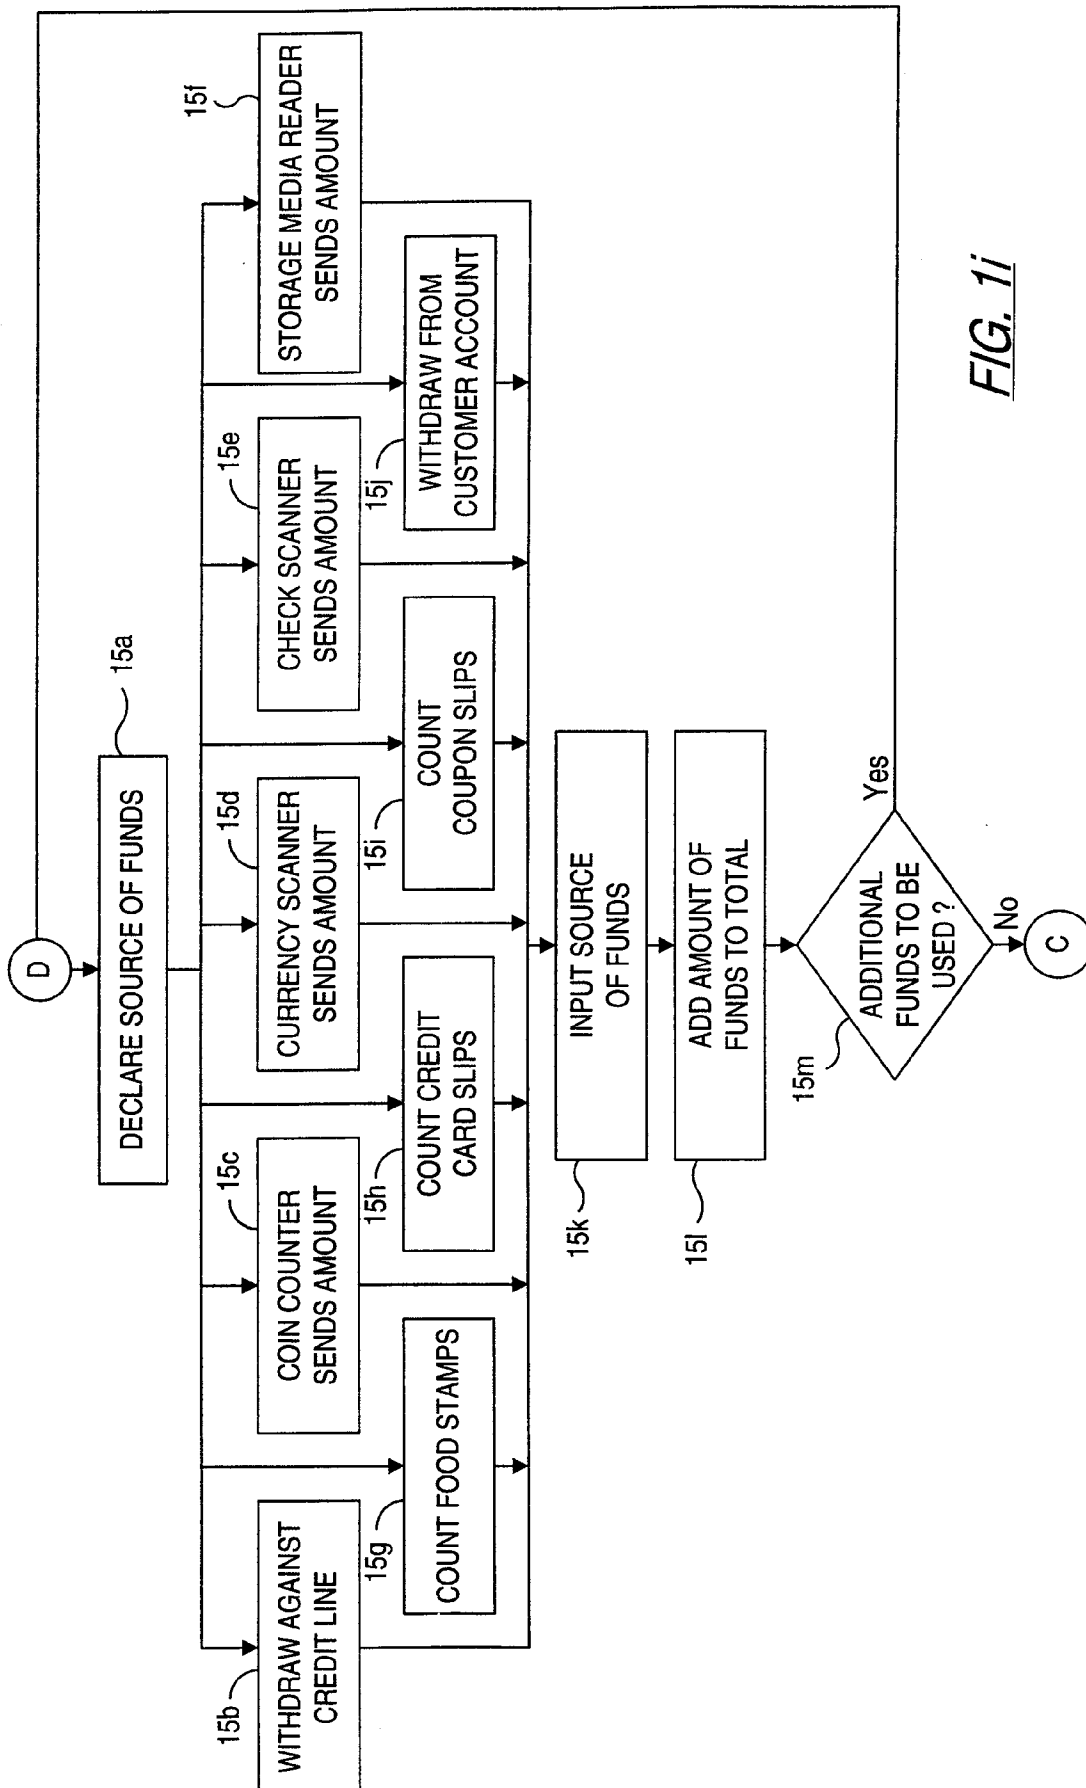 D
DECLARE SOURCE OF FUNDS
15a
WITHDRAW AGAINST
CREDIT LINE
15b
COIN COUNTER
SENDS AMOUNT
15c
CURRENCY SCANNER
SENDS AMOUNT
15d
CHECK SCANNER
SENDS AMOUNT
15e
STORAGE MEDIA READER
SENDS AMOUNT
15f
COUNT FOOD STAMPS
15g
COUNT CREDIT
CARD SLIPS
15h
COUNT
COUPON SLIPS
15i
WITHDRAW FROM
CUSTOMER ACCOUNT
15j
INPUT SOURCE
OF FUNDS
15k
ADD AMOUNT OF
FUNDS TO TOTAL
15l
ADDITIONAL
FUNDS TO BE
USED ?
15m
Yes
No
C
FIG. 1i